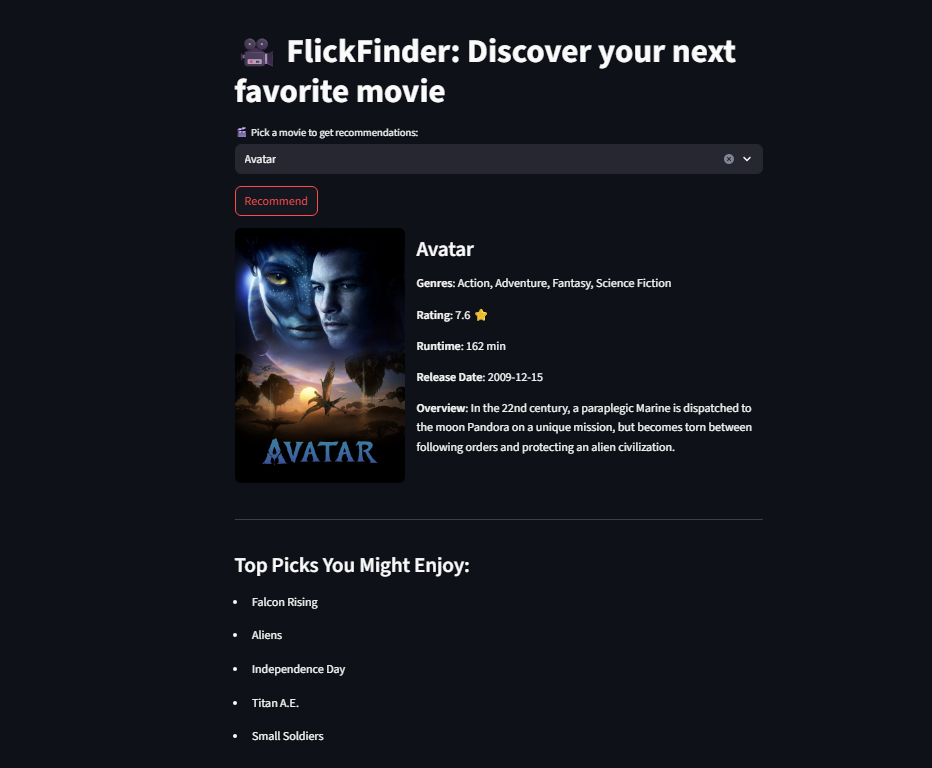 FlickFinder: Discover your next
favorite movie
Pick a movie to get recommendations:
Avatar
Recommend
AVATAR
Avatar
Genres: Action, Adventure, Fantasy, Science Fiction
Rating: 7.6
Runtime: 162 min
Release Date: 2009-12-15
Overview: In the 22nd century, a paraplegic Marine is dispatched to
the moon Pandora on a unique mission, but becomes torn between
following orders and protecting an alien civilization.
Top Picks You Might Enjoy:
Falcon Rising
Aliens
Independence Day
Titan A.E.
Small Soldiers